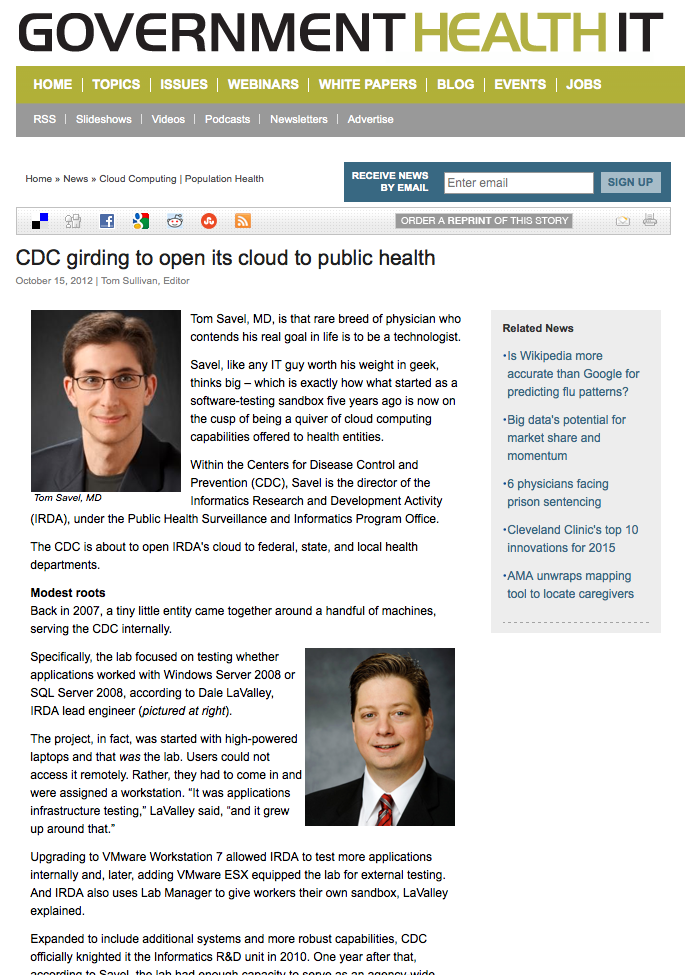 GOVERNMENT HEALTH IT
HOME | TOPICS | ISSUES | WEBINARS | WHITE PAPERS | BLOG | EVENTS | JOBS
RSS | Slideshows | Videos | Podcasts | Newsletters | Advertise
Home » News » Cloud Computing | Population Health
RECEIVE NEWS
BY EMAIL
Enter email
SIGN UP
ORDER A REPRINT OF THIS STORY
CDC girding to open its cloud to public health
October 15, 2012 | Tom Sullivan, Editor
Tom Savel, MD, is that rare breed of physician who
contends his real goal in life is to be a technologist.
Savel, like any IT guy worth his weight in geek,
thinks big – which is exactly how what started as a
software-testing sandbox five years ago is now on
the cusp of being a quiver of cloud computing
capabilities offered to health entities.
Within the Centers for Disease Control and
Prevention (CDC), Savel is the director of the
Tom Savel, MD
Informatics Research and Development Activity
(IRDA), under the Public Health Surveillance and Informatics Program Office.
The CDC is about to open IRDA's cloud to federal, state, and local health
departments.
Modest roots
Back in 2007, a tiny little entity came together around a handful of machines,
serving the CDC internally.
Specifically, the lab focused on testing whether
applications worked with Windows Server 2008 or
SQL Server 2008, according to Dale LaValley,
IRDA lead engineer (pictured at right).
The project, in fact, was started with high-powered
laptops and that was the lab. Users could not
access it remotely. Rather, they had to come in and
were assigned a workstation. “It was applications
infrastructure testing,” LaValley said, “and it grew
up around that.”
Upgrading to VMware Workstation 7 allowed IRDA to test more applications
internally and, later, adding VMware ESX equipped the lab for external testing.
And IRDA also uses Lab Manager to give workers their own sandbox, LaValley
explained.
Expanded to include additional systems and more robust capabilities, CDC
officially knighted it the Informatics R&D unit in 2010. One year after that,
according to Savel, the lab had enough capacity to serve as an agency-wide
Related News
•Is Wikipedia more
accurate than Google for
predicting flu patterns?
•Big data's potential for
market share and
momentum
•6 physicians facing
prison sentencing
•Cleveland Clinic's top 10
innovations for 2015
•AMA unwraps mapping
tool to locate caregivers